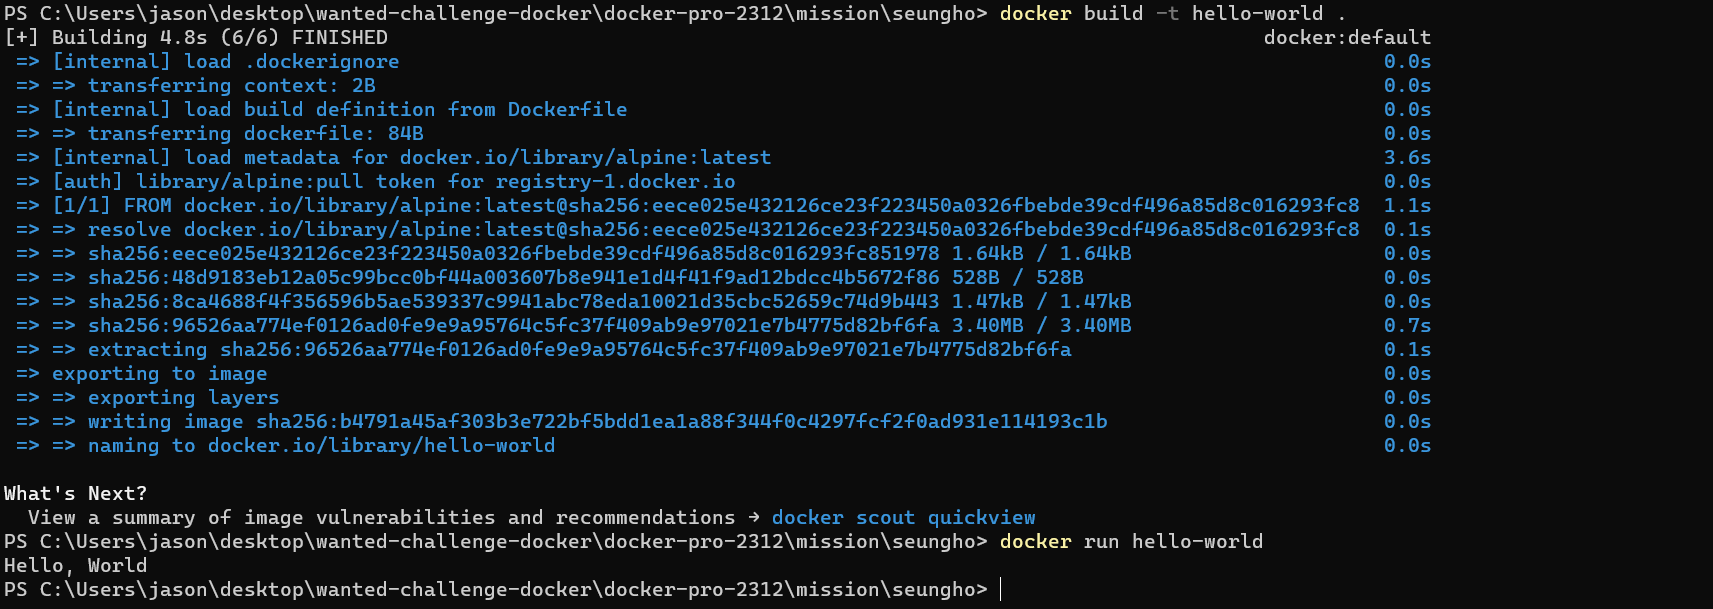 PS C:\Users\jason\desktop\wanted-challenge-docker\docker-pro-2312\mission\seungho> docker build -t hello-world .
[+] Building 4.8s (6/6) FINISHED docker:default
=> [internal] load .dockerignore 0.0s
=> => transferring context: 2B 0.0s
=> [internal] load build definition from Dockerfile 0.0s
=> => transferring dockerfile: 84B 0.0s
=> [internal] load metadata for docker.io/library/alpine:latest 3.6s
=> [auth] library/alpine:pull token for registry-1.docker.io 0.0s
=> [1/1] FROM docker.io/library/alpine:latest@sha256:eece025e432126ce23f223450a0326fbebde39cdf496a85d8c016293fc8 1.1s
=> => resolve docker.io/library/alpine:latest@sha256:eece025e432126ce23f223450a0326fbebde39cdf496a85d8c016293fc8 0.1s
=> => sha256:eece025e432126ce23f223450a0326fbebde39cdf496a85d8c016293fc851978 1.64kB / 1.64kB 0.0s
=> => sha256:48d9183eb12a05c99bcc0bf44a003607b8e941e1d4f41f9ad12bdcc4b5672f86 528B / 528B 0.0s
=> => sha256:8ca4688f4f356596b5ae539337c9941abc78eda10021d35cbc52659c74d9b443 1.47kB / 1.47kB 0.0s
=> => sha256:96526aa774ef0126ad0fe9e9a95764c5fc37f409ab9e97021e7b4775d82bf6fa 3.40MB / 3.40MB 0.7s
=> => extracting sha256:96526aa774ef0126ad0fe9e9a95764c5fc37f409ab9e97021e7b4775d82bf6fa 0.1s
=> exporting to image 0.0s
=> => exporting layers 0.0s
=> => writing image sha256:b4791a45af303b3e722bf5bdd1ea1a88f344f0c4297fcf2f0ad931e114193c1b 0.0s
=> => naming to docker.io/library/hello-world 0.0s
What's Next?
View a summary of image vulnerabilities and recommendations → docker scout quickview
PS C:\Users\jason\desktop\wanted-challenge-docker\docker-pro-2312\mission\seungho> docker run hello-world
Hello, World
PS C:\Users\jason\desktop\wanted-challenge-docker\docker-pro-2312\mission\seungho>